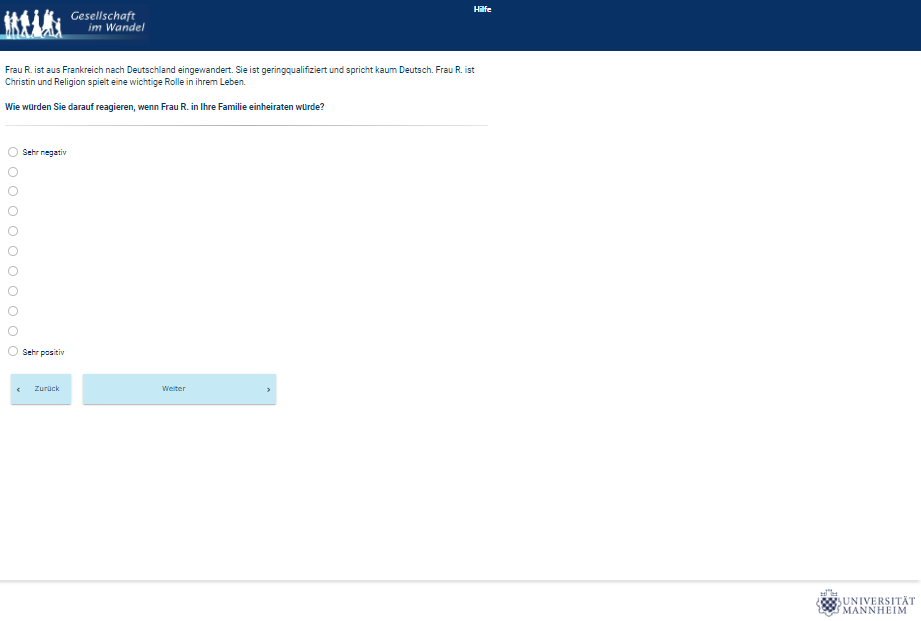 Gesellschaft
im Wandel
Hilfe
Frau R. ist aus Frankreich nach Deutschland eingewandert. Sie ist geringqualifiziert und spricht kaum Deutsch. Frau R. ist
Christin und Religion spielt eine wichtige Rolle in ihrem Leben.
Wie würden Sie darauf reagieren, wenn Frau R. in Ihre Familie einheiraten würde?
Sehr negativ
Sehr positiv
‹ Zurück
Weiter ›
UNIVERSITÄT
MANNHEIM